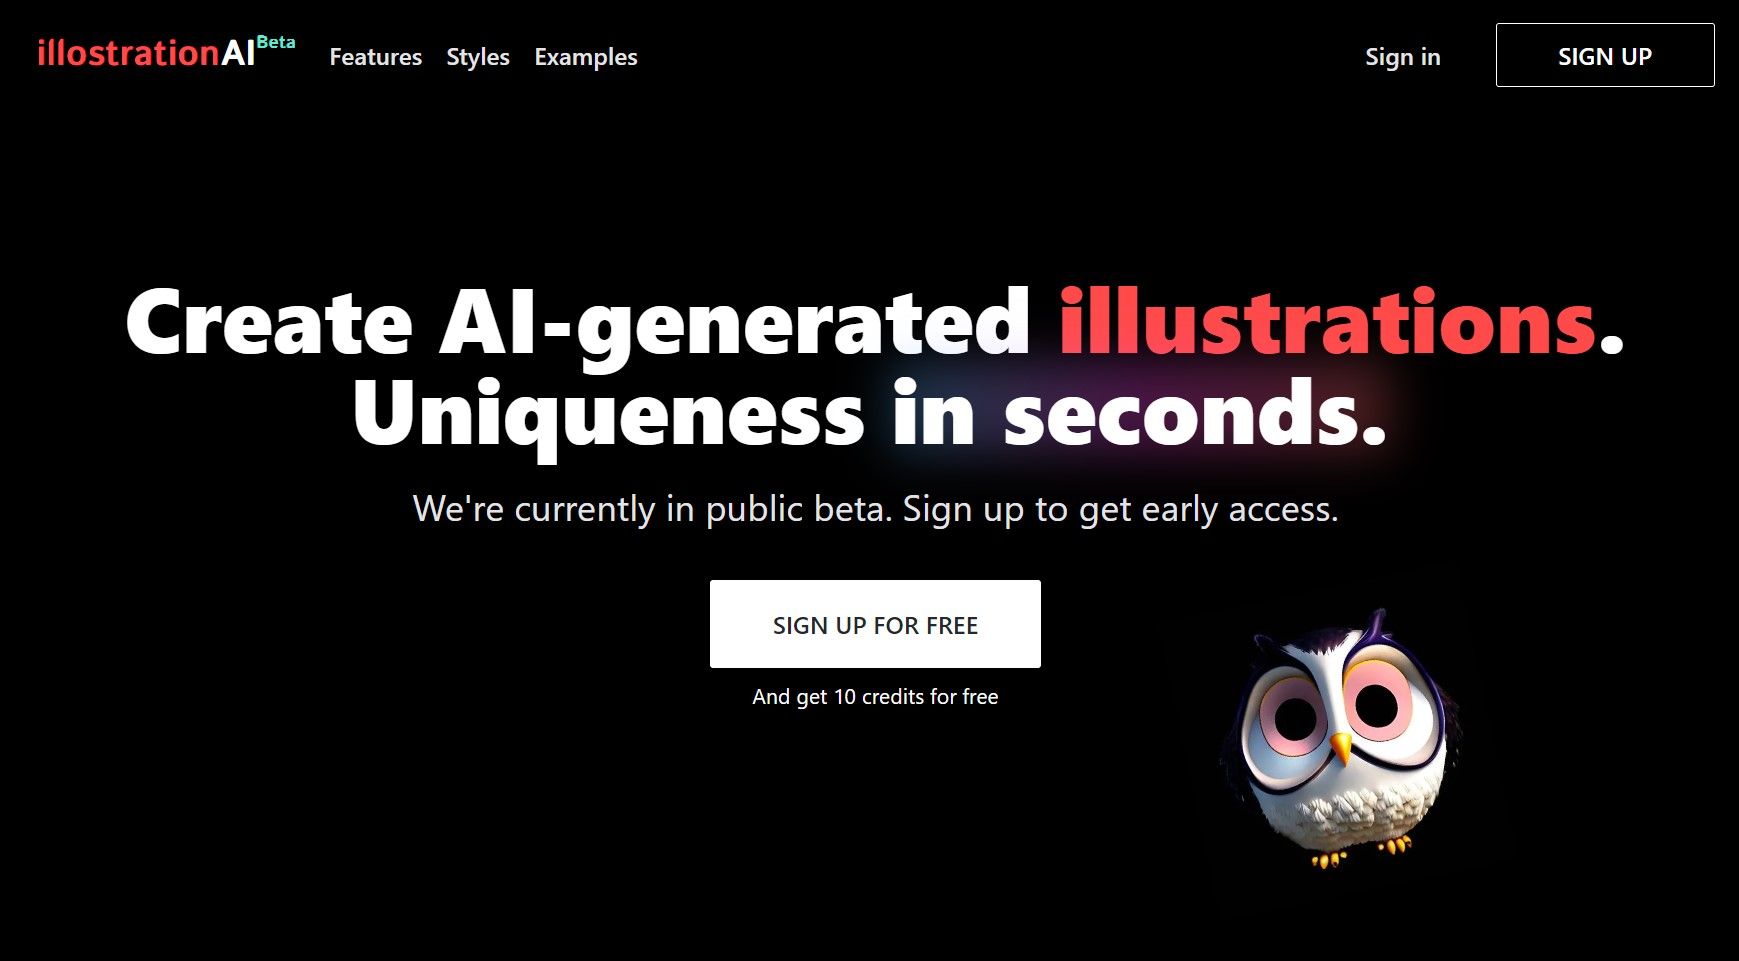 illostrationAI Beta Features Styles Examples Sign in SIGN UP
Create AI-generated illustrations.
Uniqueness in seconds.
We're currently in public beta. Sign up to get early access.
SIGN UP FOR FREE
And get 10 credits for free